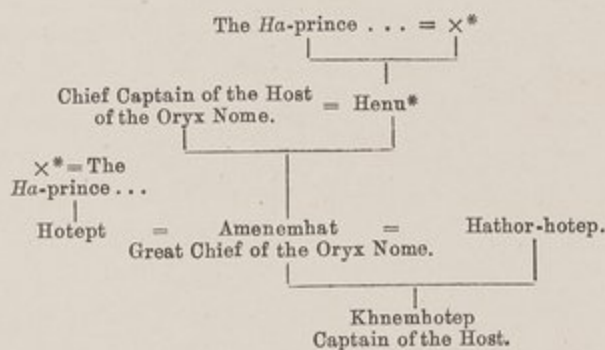 The Ha-prince . . . = ×*
Chief Captain of the Host
of the Oryx Nome. = Henu*
×* = The
Ha-prince . . .
Hotept = Amenemhat = Hathor-hotep.
Great Chief of the Oryx Nome.
Khnemhotep
Captain of the Host.